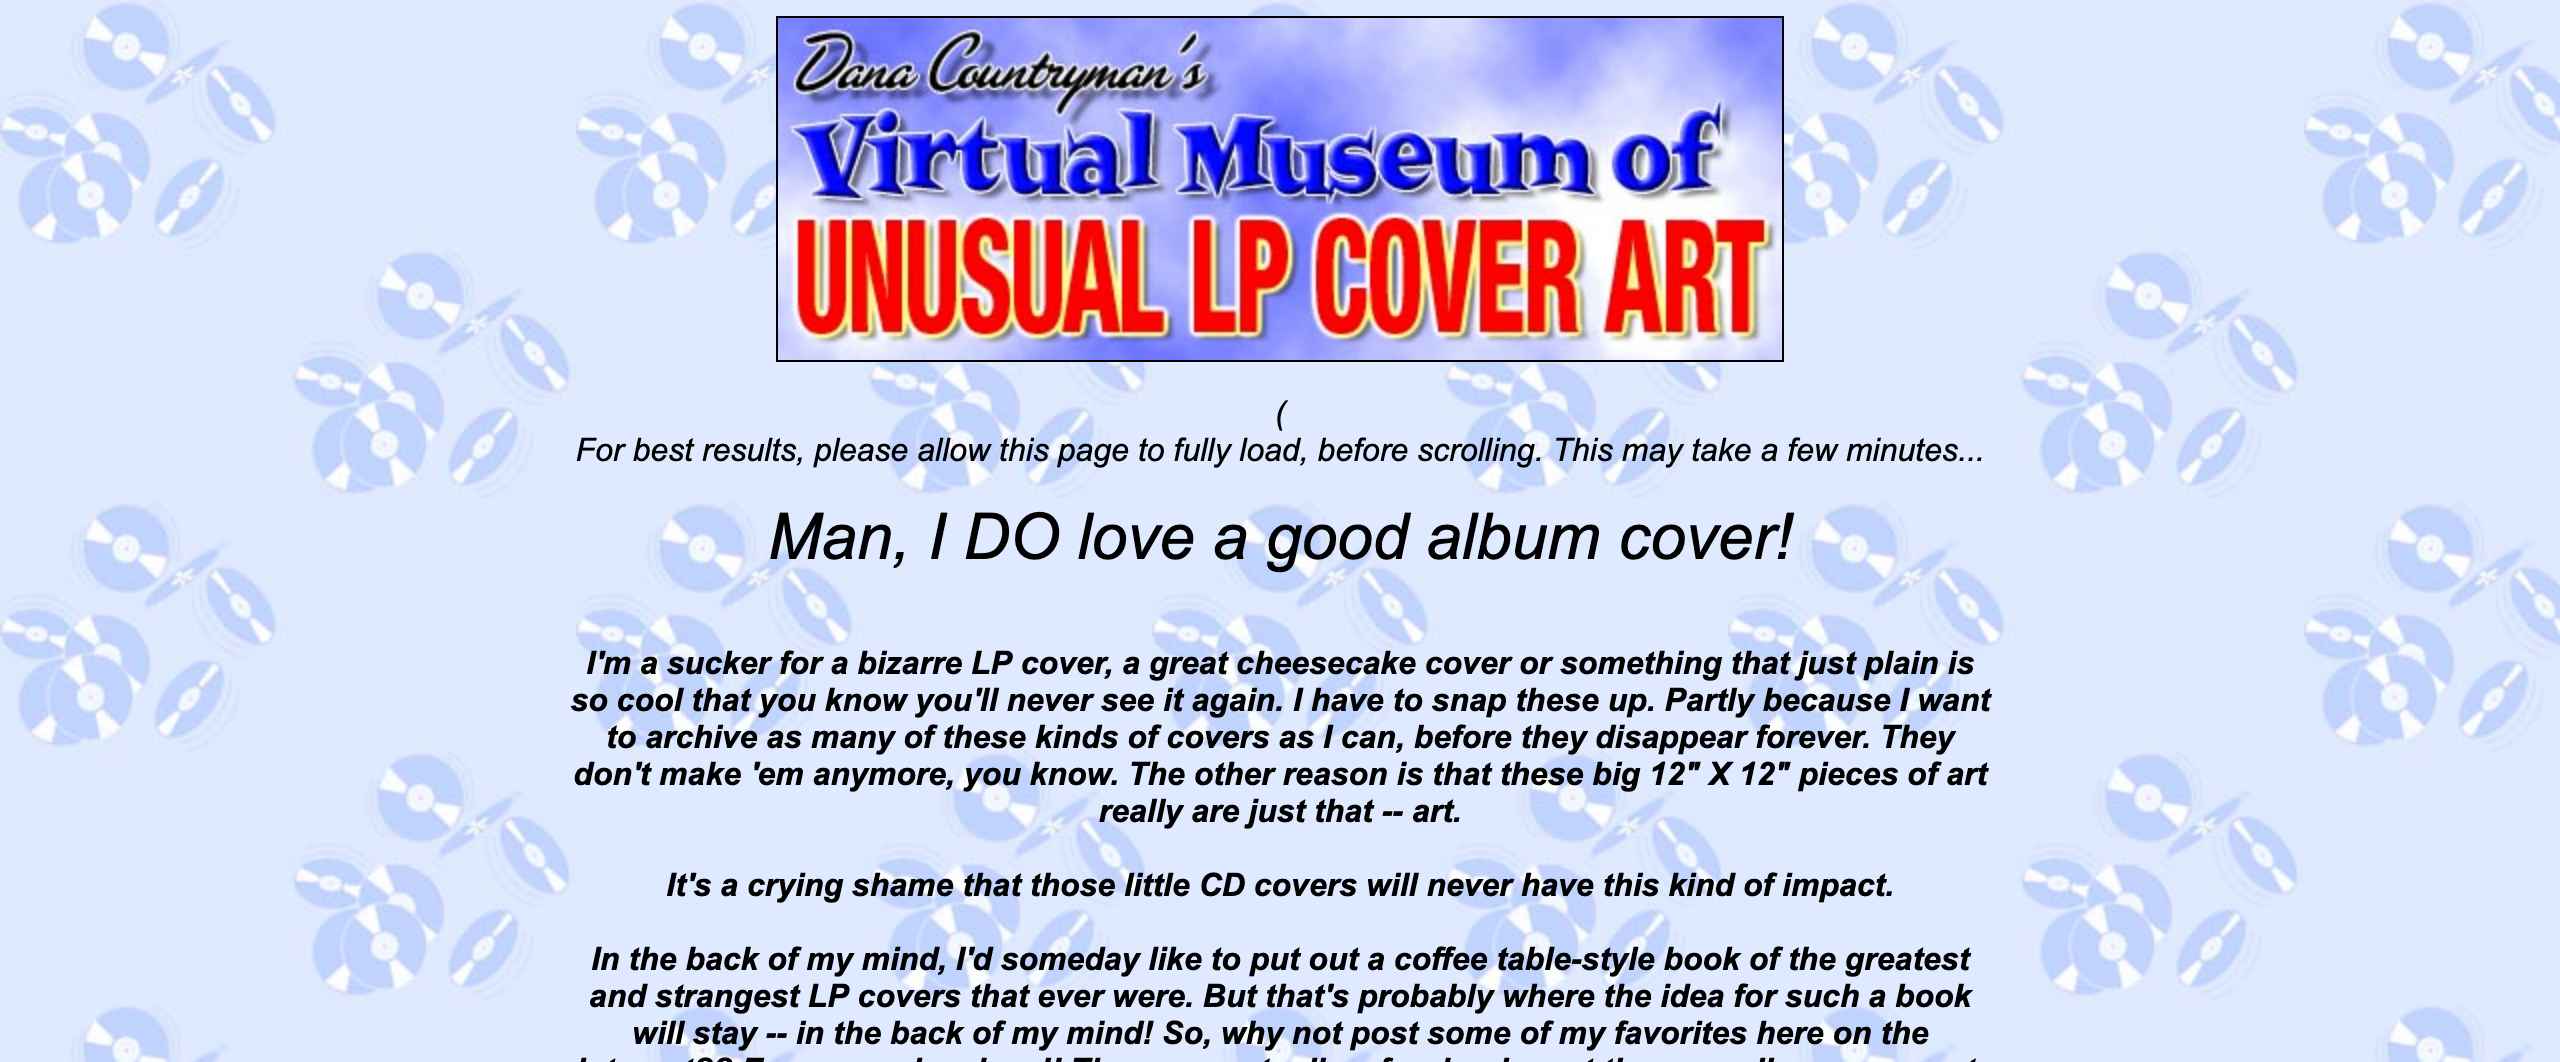 Dana Countryman's
Virtual Museum of
UNUSUAL LP COVER ART
(
For best results, please allow this page to fully load, before scrolling. This may take a few minutes...
Man, I DO love a good album cover!
I'm a sucker for a bizarre LP cover, a great cheesecake cover or something that just plain is
so cool that you know you'll never see it again. I have to snap these up. Partly because I want
to archive as many of these kinds of covers as I can, before they disappear forever. They
don't make 'em anymore, you know. The other reason is that these big 12" X 12" pieces of art
really are just that -- art.
It's a crying shame that those little CD covers will never have this kind of impact.
In the back of my mind, I'd someday like to put out a coffee table-style book of the greatest
and strangest LP covers that ever were. But that's probably where the idea for such a book
will stay -- in the back of my mind! So, why not post some of my favorites here on the